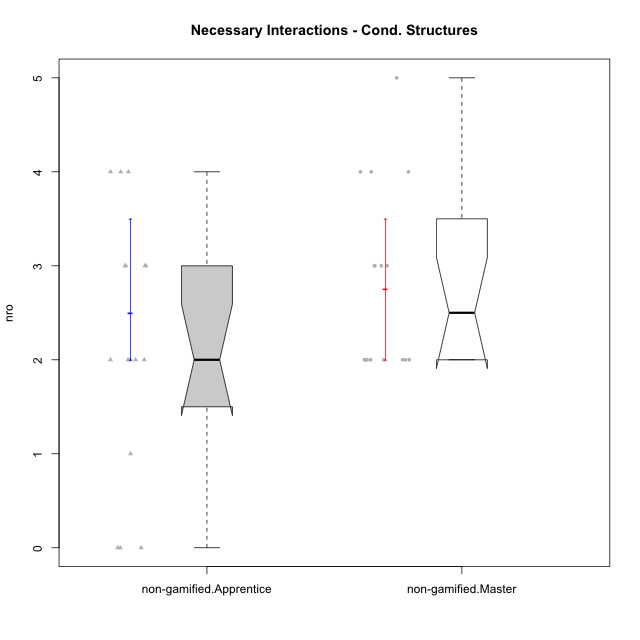 Necessary Interactions - Cond. Structures
5
4
3
2
1
0
nro
non-gamified.Apprentice
non-gamified.Master